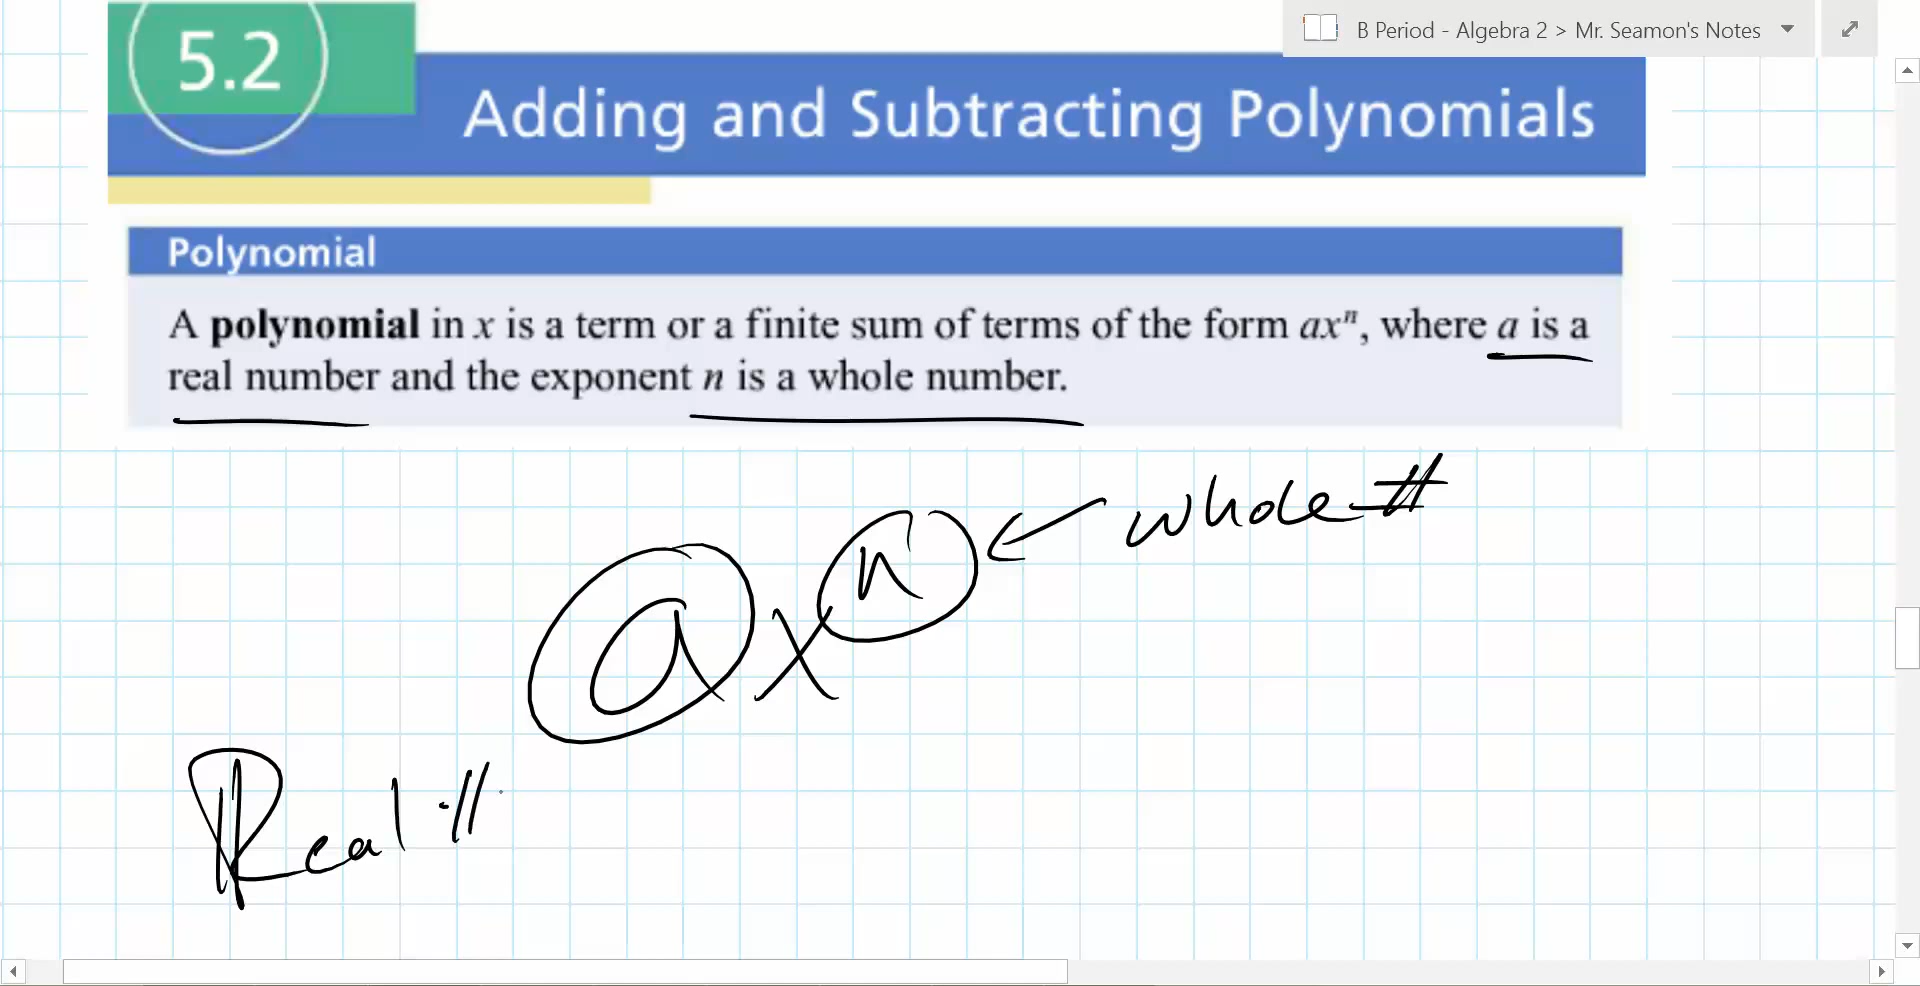 B Period - Algebra 2 > Mr. Seamon's Notes
5.2
Adding and Subtracting Polynomials
Polynomial
A polynomial in x is a term or a finite sum of terms of the form axⁿ, where a is a
real number and the exponent n is a whole number.
whole #
axⁿ
Real #